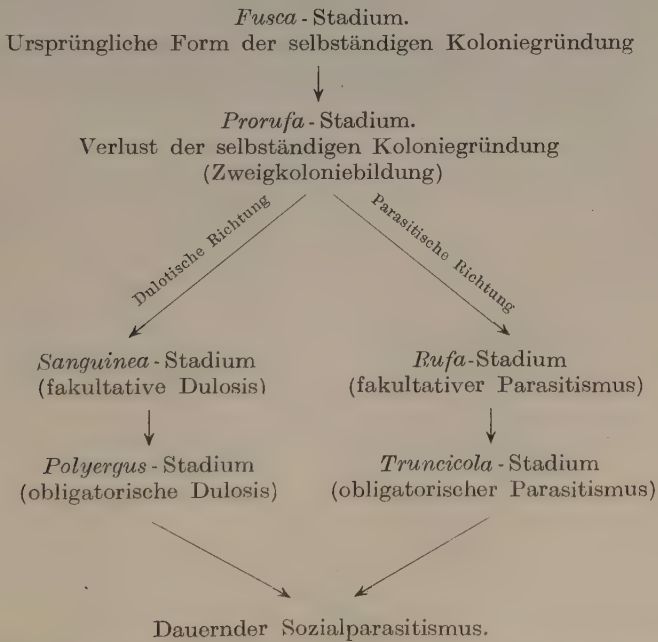 Fusca - Stadium.
Ursprüngliche Form der selbständigen Koloniegründung
Prorufa - Stadium.
Verlust der selbständigen Koloniegründung
(Zweigkoloniebildung)
Dulotische Richtung
Parasitische Richtung
Sanguinea - Stadium
(fakultative Dulosis)
Rufa-Stadium
(fakultativer Parasitismus)
Polyergus - Stadium
(obligatorische Dulosis)
Truncicola - Stadium
(obligatorischer Parasitismus)
Dauernder Sozialparasitismus.